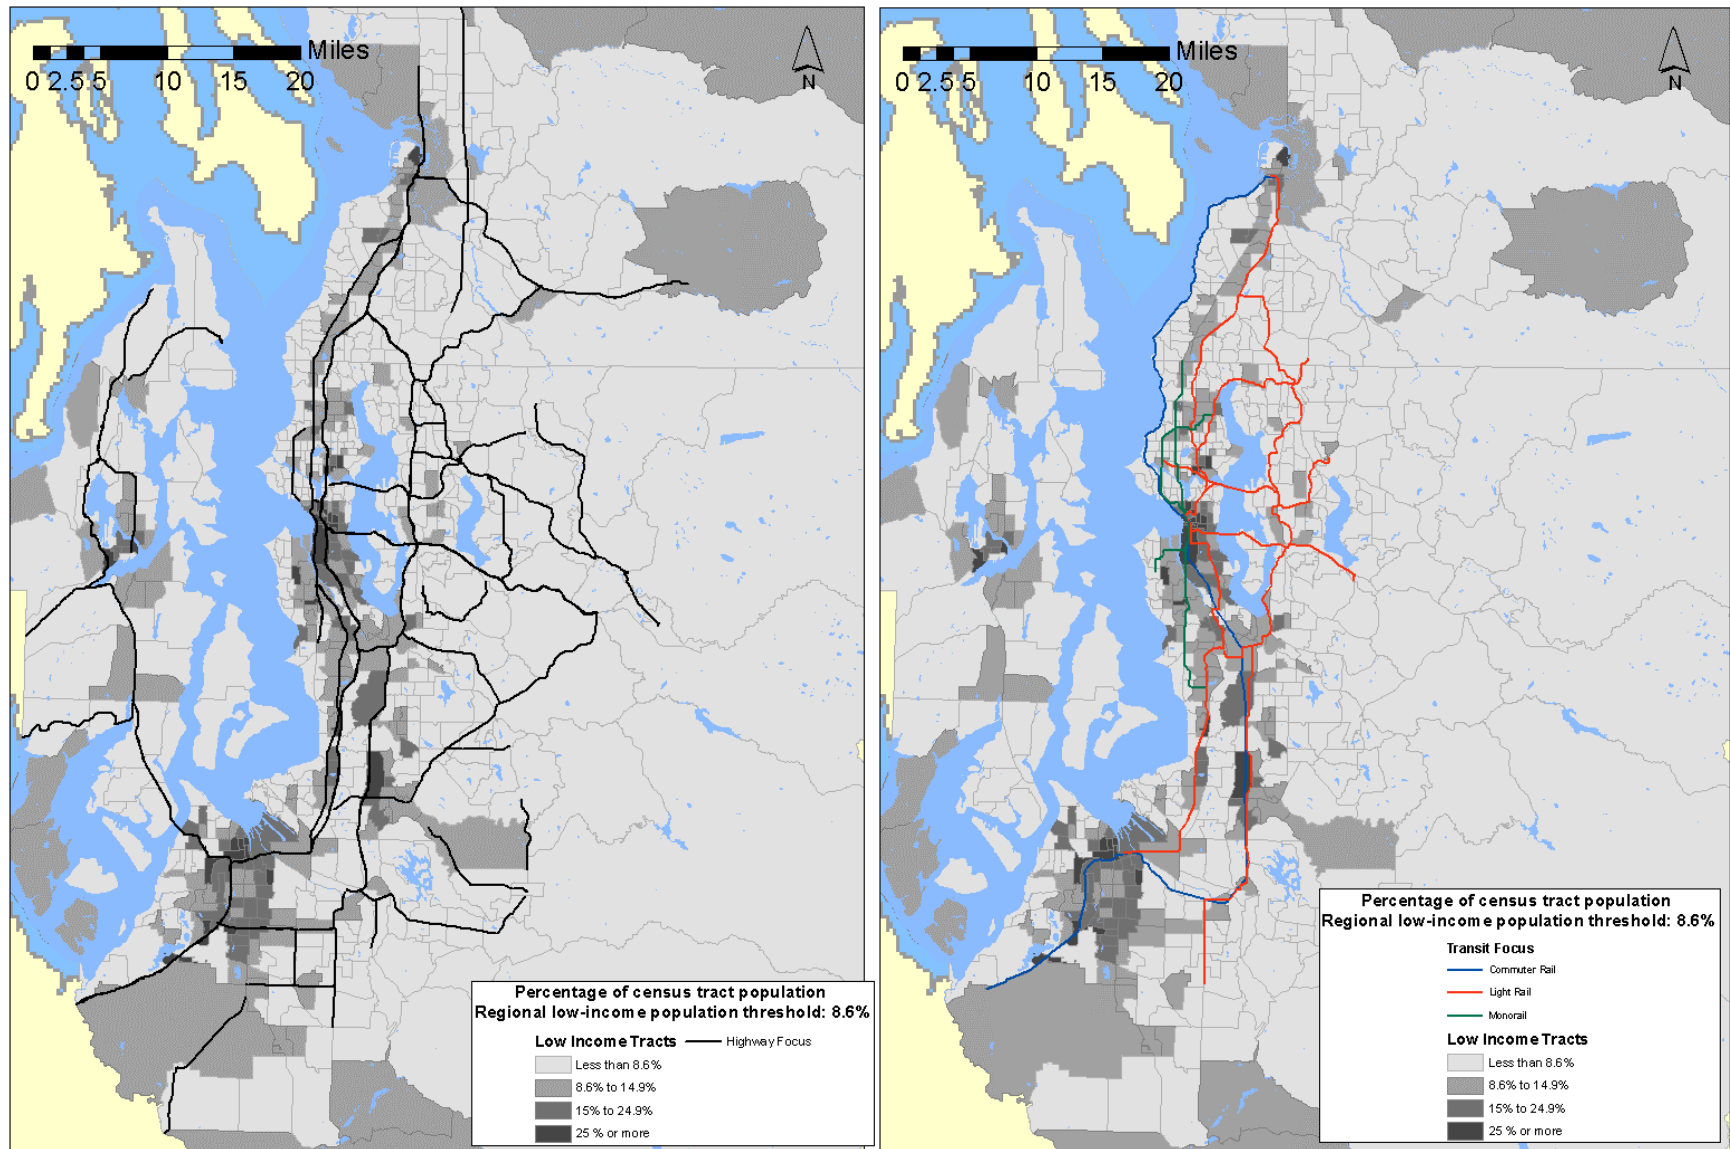 Miles
0 2.5 5 10 15 20
N
Percentage of census tract population
Regional low-income population threshold: 8.6%
Low Income Tracts Highway Focus
Less than 8.6%
8.6% to 14.9%
15% to 24.9%
25 % or more
Miles
0 2.5 5 10 15 20
N
Percentage of census tract population
Regional low-income population threshold: 8.6%
Transit Focus
Commuter Rail
Light Rail
Monorail
Low Income Tracts
Less than 8.6%
8.6% to 14.9%
15% to 24.9%
25 % or more